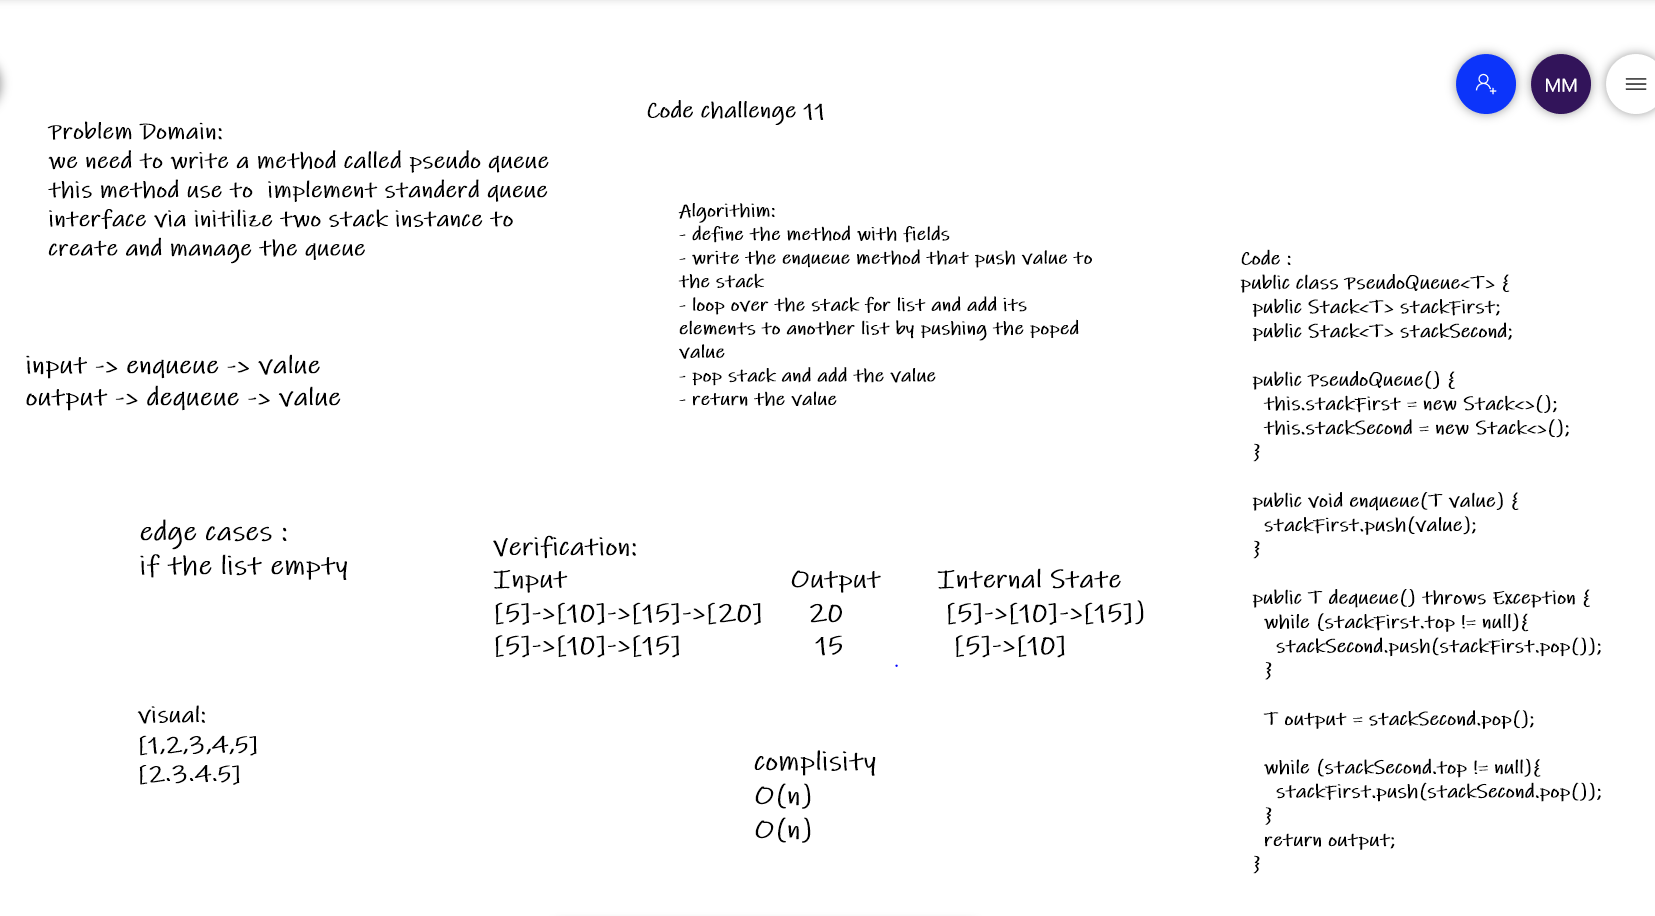 MM
Code challenge 11
Problem Domain:
we need to write a method called pseudo queue
this method use to  implement standerd queue
interface via initilize two stack instance to
create and manage the queue
input -> enqueue -> value
output -> dequeue -> value
edge cases :
if the list empty
visual:
[1,2,3,4,5]
[2.3.4.5]
Algorithim:
- define the method with fields
- write the enqueue method that push value to
the stack
- loop over the stack for list and add its
elements to another list by pushing the poped
value
- pop stack and add the value
- return the value
Verification:
Input Output Internal State
[5]->[10]->[15]->[20] 20 [5]->[10]->[15])
[5]->[10]->[15] 15 [5]->[10]
complisity
O(n)
O(n)
Code :
public class PseudoQueue<T> {
public Stack<T> stackFirst;
public Stack<T> stackSecond;
public PseudoQueue() {
this.stackFirst = new Stack<>();
this.stackSecond = new Stack<>();
}
public void enqueue(T value) {
stackFirst.push(value);
}
public T dequeue() throws Exception {
while (stackFirst.top != null){
stackSecond.push(stackFirst.pop());
}
T output = stackSecond.pop();
while (stackSecond.top != null){
stackFirst.push(stackSecond.pop());
}
return output;
}